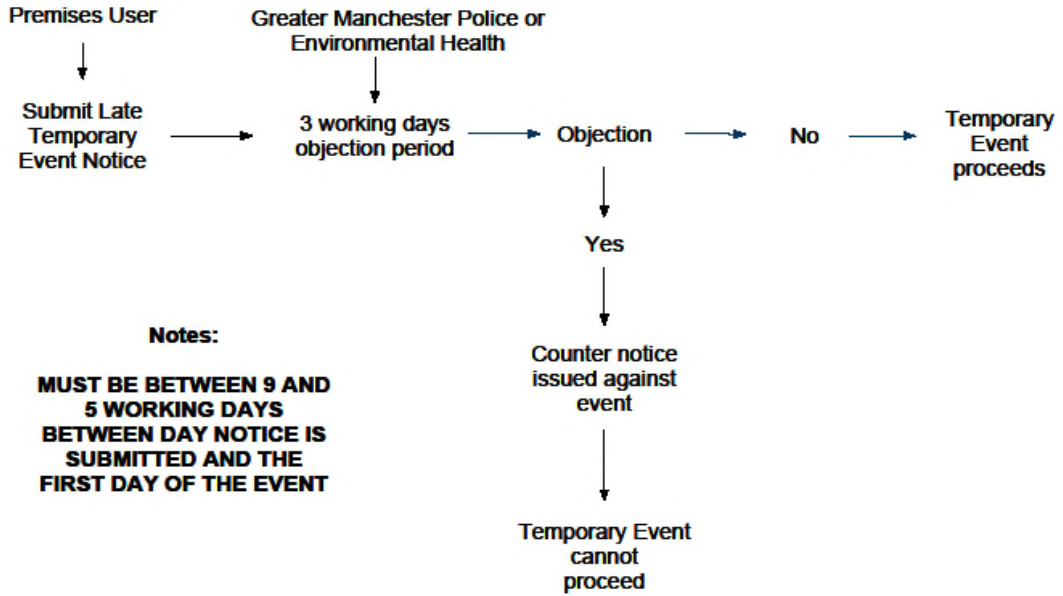 Premises User
Greater Manchester Police or
Environmental Health
Submit Late
Temporary
Event Notice
3 working days
objection period
Objection
No
Temporary
Event
proceeds
Yes
Notes:
MUST BE BETWEEN 9 AND
5 WORKING DAYS
BETWEEN DAY NOTICE IS
SUBMITTED AND THE
FIRST DAY OF THE EVENT
Counter notice
issued against
event
Temporary Event
cannot
proceed